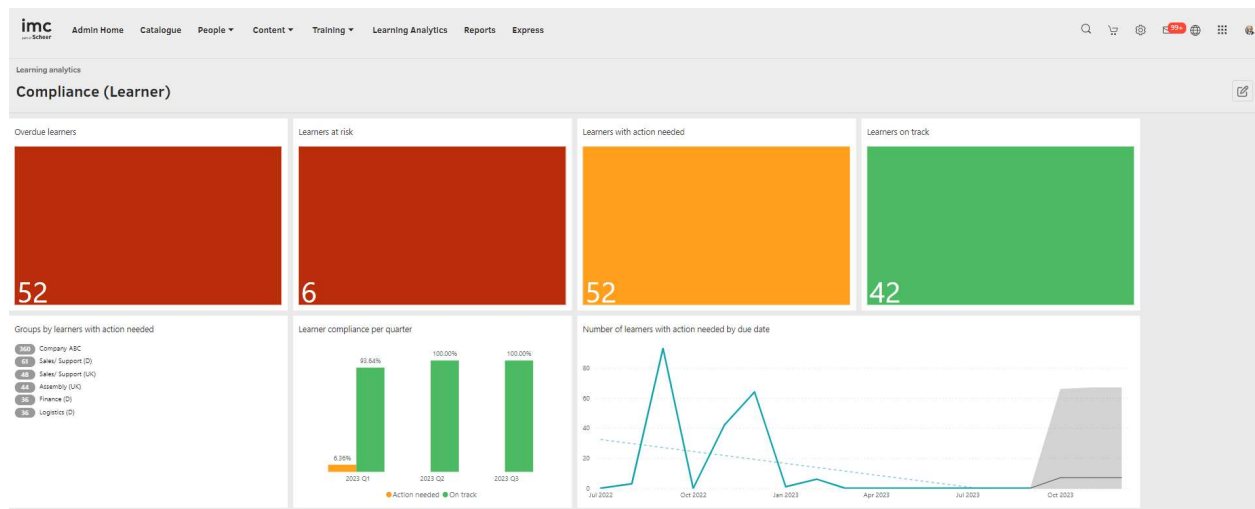 imc
part of Scheer
Admin Home Catalogue People Content Training Learning Analytics Reports Express
99+
Learning analytics
Compliance (Learner)
Overdue learners
52
Learners at risk
6
Learners with action needed
52
Learners on track
42
Groups by learners with action needed
360 Company ABC
Sales/ Support (D)
48 Sales/ Support (UK)
44 Assembly (UK)
36 Finance (D)
36 Logistics (D)
Learner compliance per quarter
93.64% 100.00% 100.00%
6.36%
2023 Q1 2023 Q2 2023 Q3
Action needed On track
Number of learners with action needed by due date
80
60
40
20
0
Jul 2022 Oct 2022 Jan 2023 Apr 2023 Jul 2023 Oct 2023